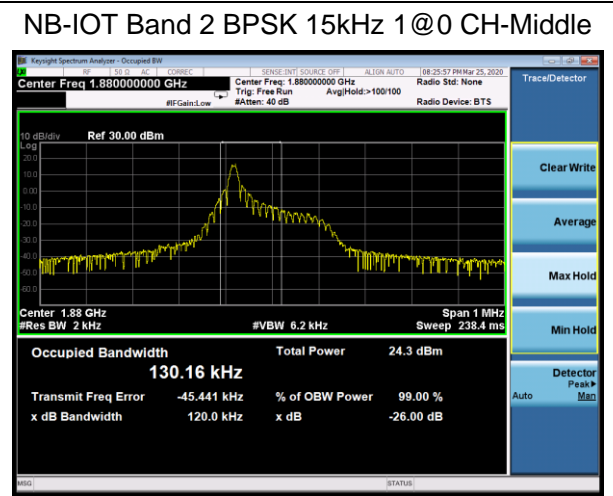 NB-IOT Band 2 BPSK 15kHz 1@0 CH-Middle
Keysight Spectrum Analyzer - Occupied BW
RF 50 Ω AC CORREC SENSE:INT SOURCE OFF ALIGN AUTO 08:25:57 PM Mar 25, 2020
Center Freq 1.880000000 GHz
Center Freq: 1.880000000 GHz Radio Std: None
Trig: Free Run Avg|Hold:>100/100
#IFGain:Low #Atten: 40 dB Radio Device: BTS
10 dB/div Ref 30.00 dBm
Log
20.0
10.0
0.00
-10.0
-20.0
-30.0
-40.0
-50.0
-60.0
Center 1.88 GHz Span 1 MHz
#Res BW 2 kHz #VBW 6.2 kHz Sweep 238.4 ms
Occupied Bandwidth Total Power 24.3 dBm
130.16 kHz
Transmit Freq Error -45.441 kHz % of OBW Power 99.00 %
x dB Bandwidth 120.0 kHz x dB -26.00 dB
MSG STATUS
Trace/Detector
Clear Write
Average
Max Hold
Min Hold
Detector
Peak▶
Auto Man